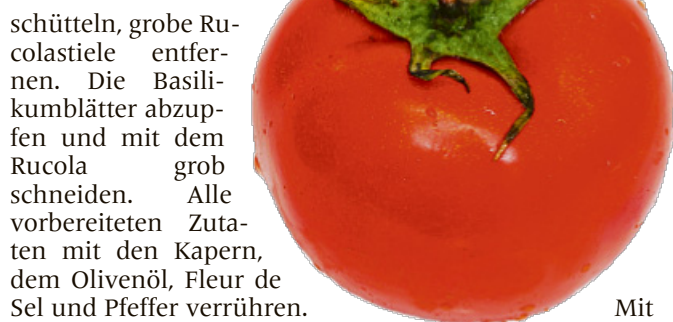 schütteln, grobe Ru-
colastiele entfer-
nen. Die Basili-
kumblätter abzup-
fen und mit dem
Rucola grob
schneiden. Alle
vorbereiteten Zuta-
ten mit den Kapern,
dem Olivenöl, Fleur de
Sel und Pfeffer verrühren. Mit